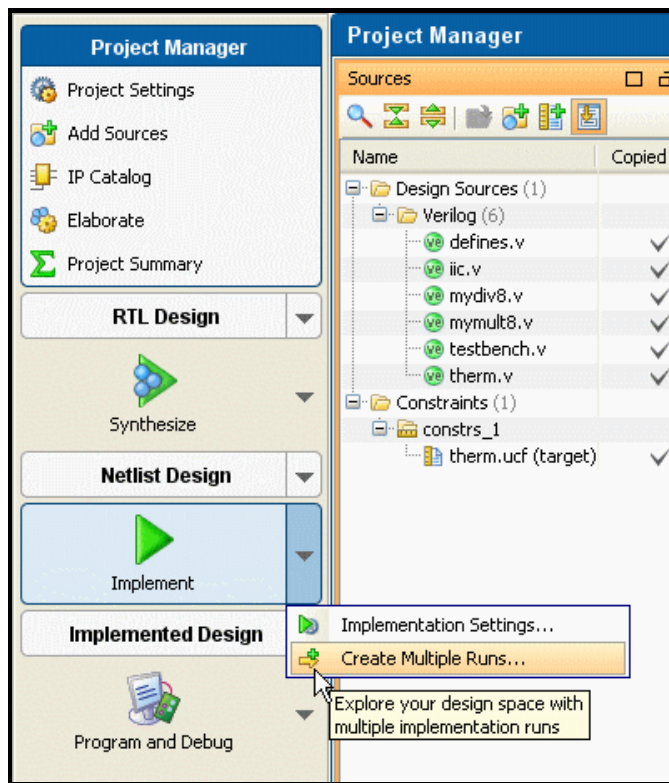 Project Manager
Project Settings
Add Sources
IP Catalog
Elaborate
Project Summary
RTL Design
Synthesize
Netlist Design
Implement
Implemented Design
Program and Debug
Project Manager
Sources
Name Copied
Design Sources (1)
Verilog (6)
defines.v
iic.v
mydiv8.v
mymult8.v
testbench.v
therm.v
Constraints (1)
constrs_1
therm.ucf (target)
Implementation Settings...
Create Multiple Runs...
Explore your design space with
multiple implementation runs